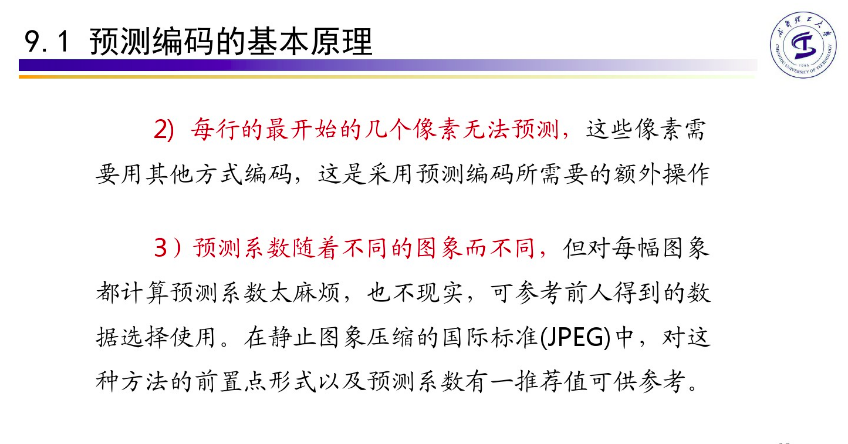 9.1 预测编码的基本原理
2) 每行的最开始的几个像素无法预测，这些像素需
要用其他方式编码，这是采用预测编码所需要的额外操作
3）预测系数随着不同的图象而不同，但对每幅图象
都计算预测系数太麻烦，也不现实，可参考前人得到的数
据选择使用。在静止图象压缩的国际标准(JPEG)中，对这
种方法的前置点形式以及预测系数有一推荐值可供参考。